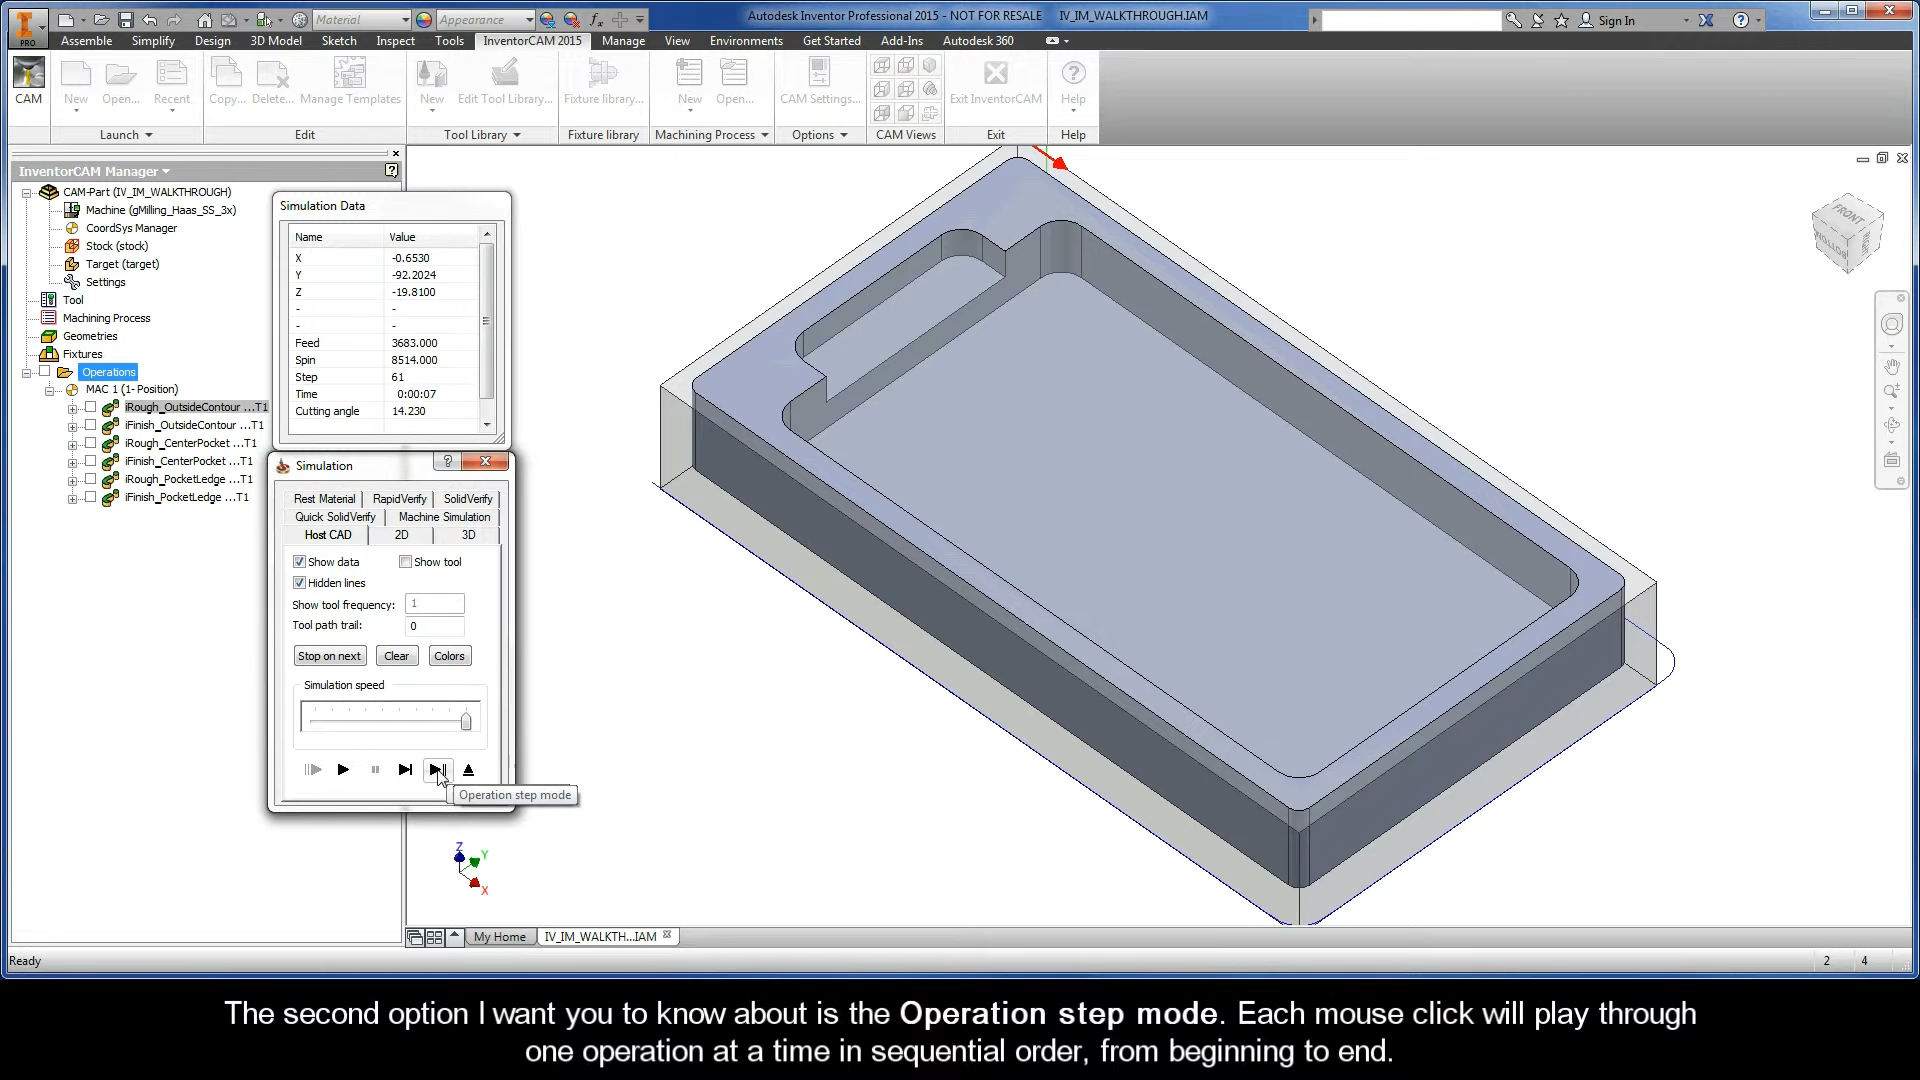 Material
Appearance
Autodesk Inventor Professional 2015 - NOT FOR RESALE IV_IM_WALKTHROUGH.IAM
Sign In
PRO
Assemble Simplify Design 3D Model Sketch Inspect Tools InventorCAM 2015 Manage View Environments Get Started Add-Ins Autodesk 360
CAM New Open... Recent Copy... Delete... Manage Templates New Edit Tool Library... Fixture library... New Open... CAM Settings... Exit InventorCAM Help
Launch Edit Tool Library Fixture library Machining Process Options CAM Views Exit Help
InventorCAM Manager
CAM-Part (IV_IM_WALKTHROUGH)
Machine (gMilling_Haas_SS_3x)
CoordSys Manager
Stock (stock)
Target (target)
Settings
Tool
Machining Process
Geometries
Fixtures
Operations
MAC 1 (1- Position)
iRough_OutsideContour ...T1
iFinish_OutsideContour ...T1
iRough_CenterPocket ...T1
iFinish_CenterPocket ...T1
iRough_PocketLedge ...T1
iFinish_PocketLedge ...T1
Simulation Data
Name Value
X -0.6530
Y -92.2024
Z -19.8100
- -
- -
Feed 3683.000
Spin 8514.000
Step 61
Time 0:00:07
Cutting angle 14.230
Simulation
Rest Material RapidVerify SolidVerify
Quick SolidVerify Machine Simulation
Host CAD 2D 3D
Show data Show tool
Hidden lines
Show tool frequency: 1
Tool path trail: 0
Stop on next Clear Colors
Simulation speed
Operation step mode
FRONT
BOTTOM
Z
Y
X
My Home IV_IM_WALKTH...IAM
Ready
2 4
The second option I want you to know about is the Operation step mode. Each mouse click will play through
one operation at a time in sequential order, from beginning to end.